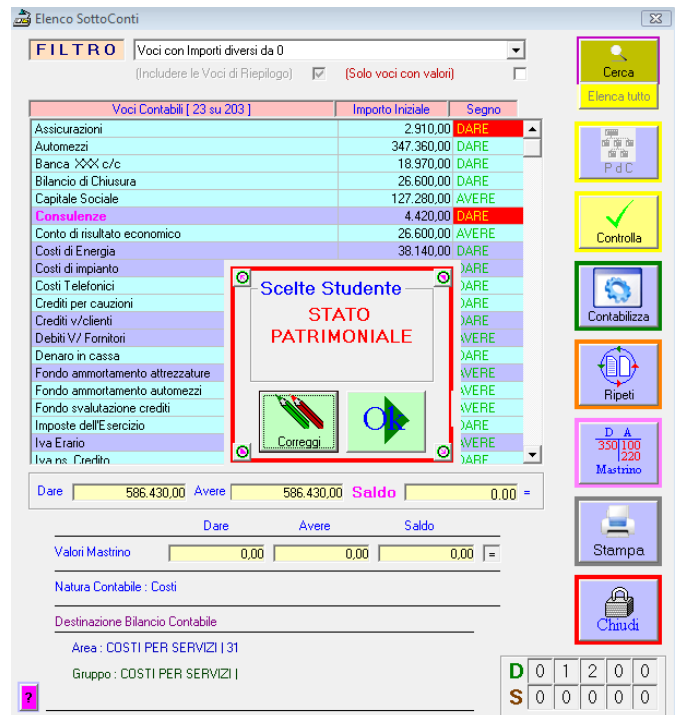 Elenco SottoConti
FILTRO Voci con Importi diversi da 0
(Includere le Voci di Riepilogo) (Solo voci con valori)
Cerca
Elenca tutto
Voci Contabili [ 23 su 203 ] Importo Iniziale Segno
Assicurazioni 2.910,00 DARE
Automezzi 347.360,00 DARE
Banca XXX c/c 18.970,00 DARE
Bilancio di Chiusura 26.600,00 DARE
Capitale Sociale 127.280,00 AVERE
Consulenze 4.420,00 DARE
Conto di risultato economico 26.600,00 AVERE
Costi di Energia 38.140,00 DARE
Costi di impianto DARE
Costi Telefonici DARE
Crediti per cauzioni DARE
Crediti v/clienti DARE
Debiti V/ Fornitori AVERE
Denaro in cassa DARE
Fondo ammortamento attrezzature AVERE
Fondo ammortamento automezzi AVERE
Fondo svalutazione crediti AVERE
Imposte dell'Esercizio DARE
Iva Erario AVERE
Iva ns. Credito DARE
Scelte Studente
STATO
PATRIMONIALE
Correggi
Ok
PdC
Controlla
Contabilizza
Ripeti
D A
350 100
220
Mastrino
Stampa
Chiudi
Dare 586.430,00 Avere 586.430,00 Saldo 0.00 =
Dare Avere Saldo
Valori Mastrino 0,00 0,00 0,00 =
Natura Contabile : Costi
Destinazione Bilancio Contabile
Area : COSTI PER SERVIZI | 31
Gruppo : COSTI PER SERVIZI |
D 0 1 2 0 0
S 0 0 0 0 0
?